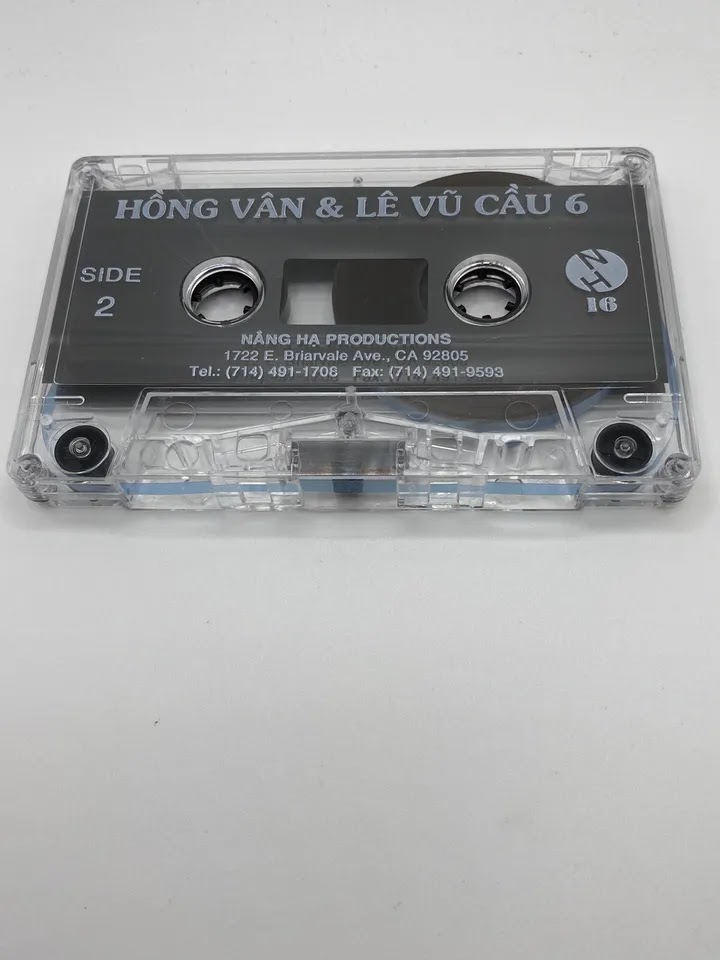 HỒNG VÂN & LÊ VŨ CẦU 6
SIDE
2
NH
16
NẮNG HẠ PRODUCTIONS
1722 E. Briarvale Ave., CA 92805
Tel.: (714) 491-1708 Fax: (714) 491-9593